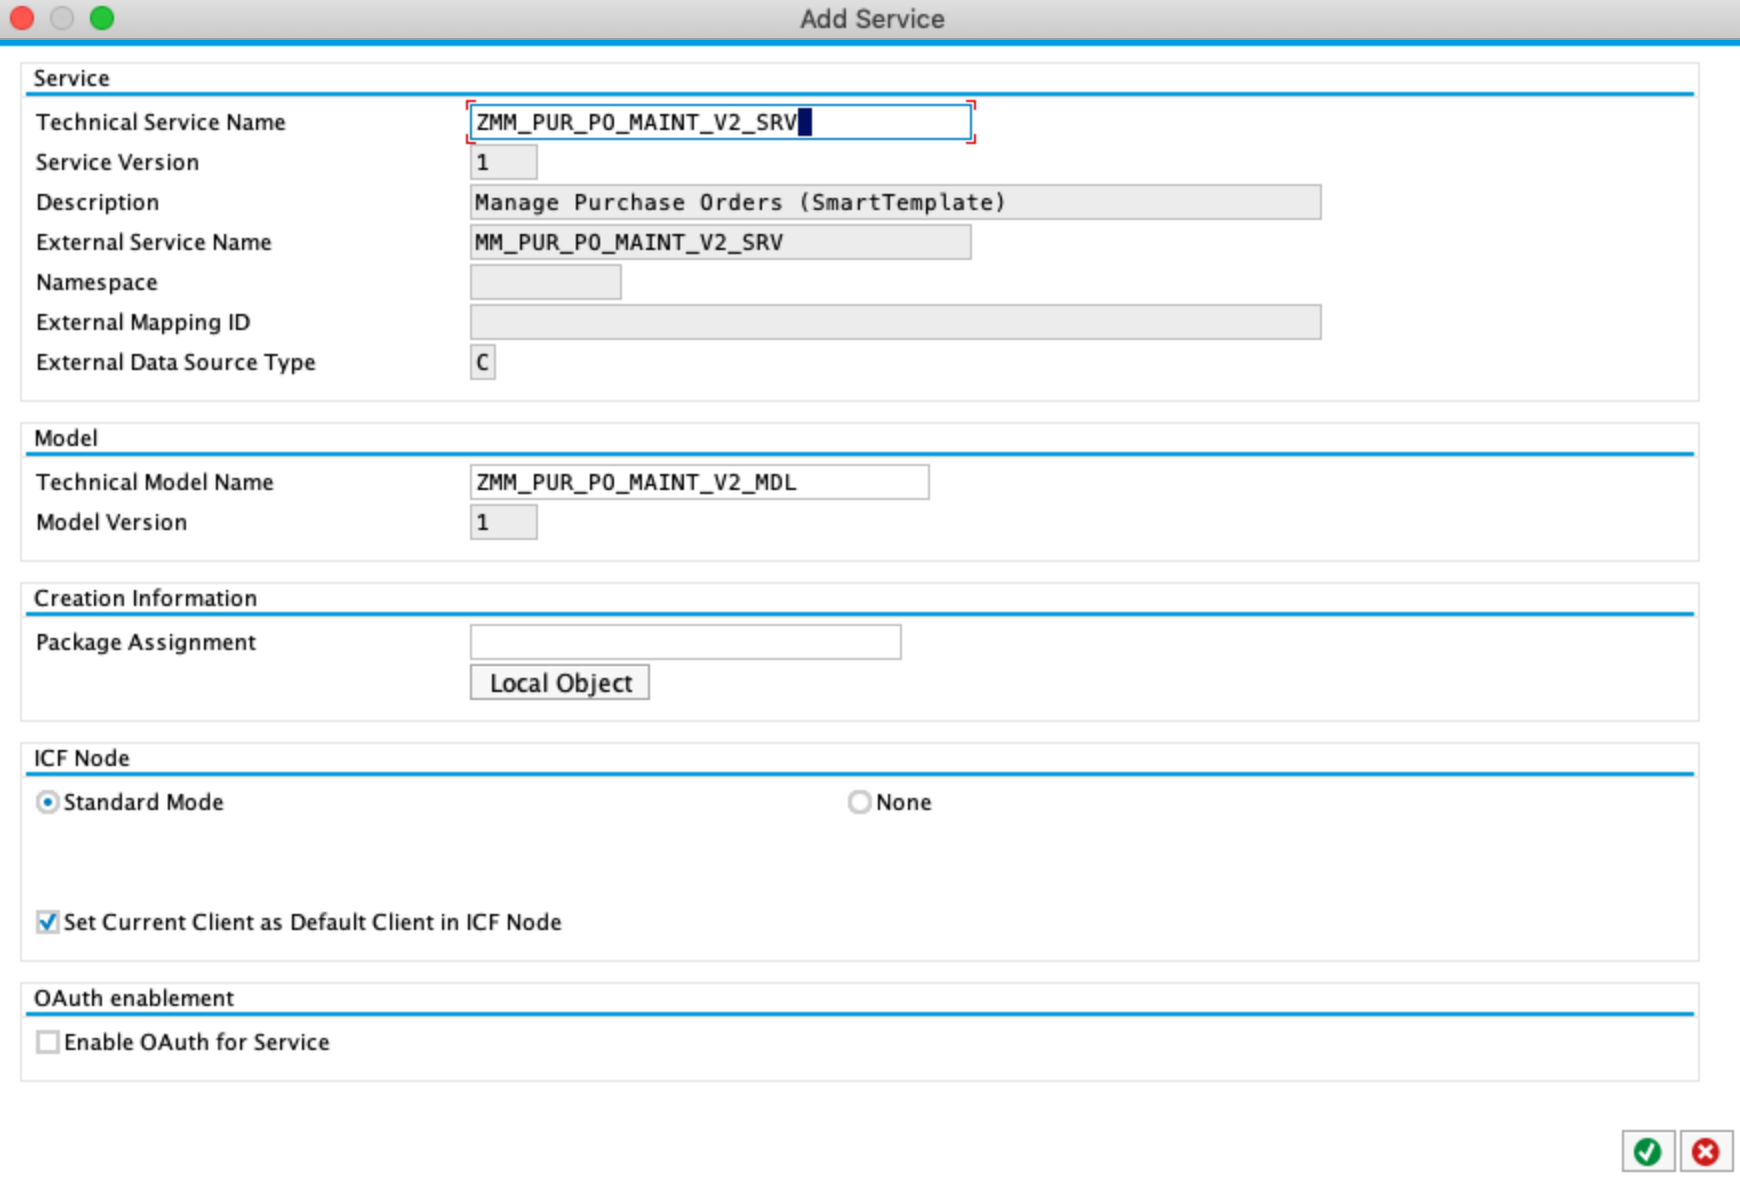 Add Service
Service
Technical Service Name ZMM_PUR_PO_MAINT_V2_SRV
Service Version 1
Description Manage Purchase Orders (SmartTemplate)
External Service Name MM_PUR_PO_MAINT_V2_SRV
Namespace
External Mapping ID
External Data Source Type C
Model
Technical Model Name ZMM_PUR_PO_MAINT_V2_MDL
Model Version 1
Creation Information
Package Assignment
Local Object
ICF Node
Standard Mode None
Set Current Client as Default Client in ICF Node
OAuth enablement
Enable OAuth for Service